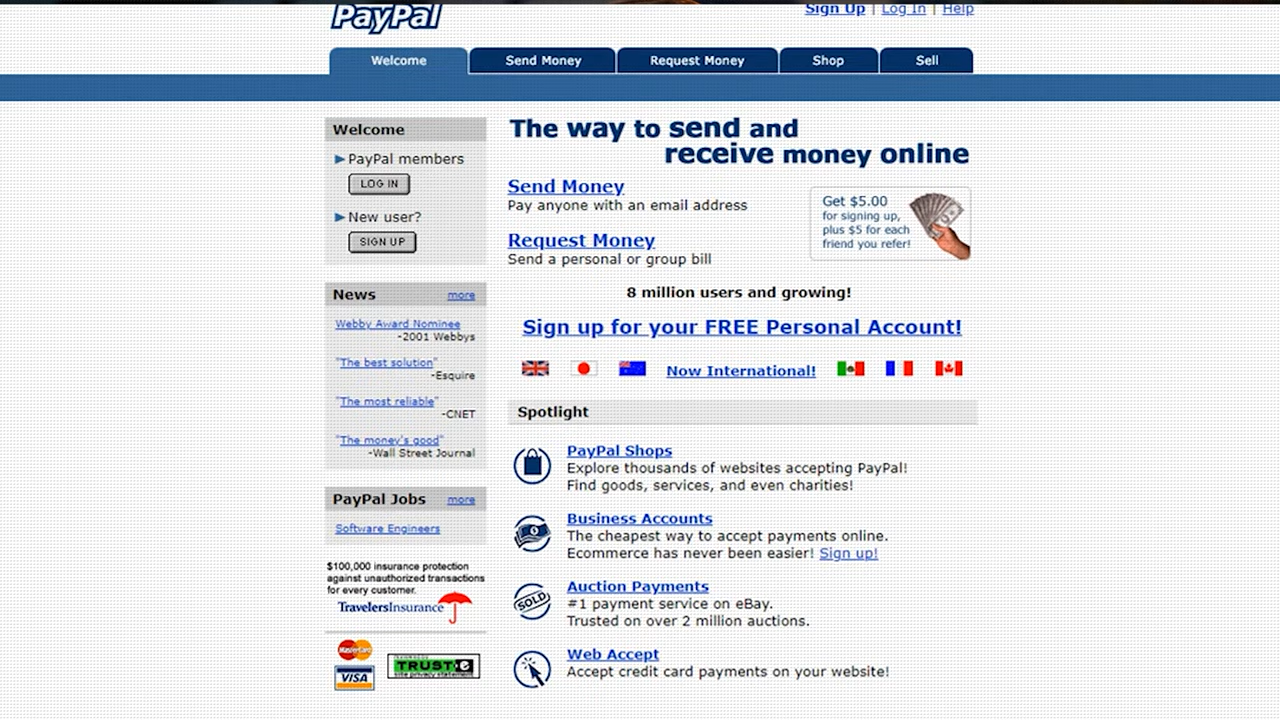 PayPal
Sign Up | Log In | Help
Welcome
Send Money
Request Money
Shop
Sell
Welcome
PayPal members
LOG IN
New user?
SIGN UP
News
more
Webby Award Nominee
-2001 Webbys
"The best solution"
-Esquire
"The most reliable"
-CNET
"The money's good"
-Wall Street Journal
PayPal Jobs
more
Software Engineers
$100,000 insurance protection
against unauthorized transactions
for every customer.
TravelersInsurance
MasterCard
VISA
TRUSTe
site privacy statement
The way to send and
receive money online
Send Money
Pay anyone with an email address
Request Money
Send a personal or group bill
Get $5.00
for signing up,
plus $5 for each
friend you refer!
8 million users and growing!
Sign up for your FREE Personal Account!
Now International!
Spotlight
PayPal Shops
Explore thousands of websites accepting PayPal!
Find goods, services, and even charities!
Business Accounts
The cheapest way to accept payments online.
Ecommerce has never been easier! Sign up!
SOLD
Auction Payments
#1 payment service on eBay.
Trusted on over 2 million auctions.
Web Accept
Accept credit card payments on your website!